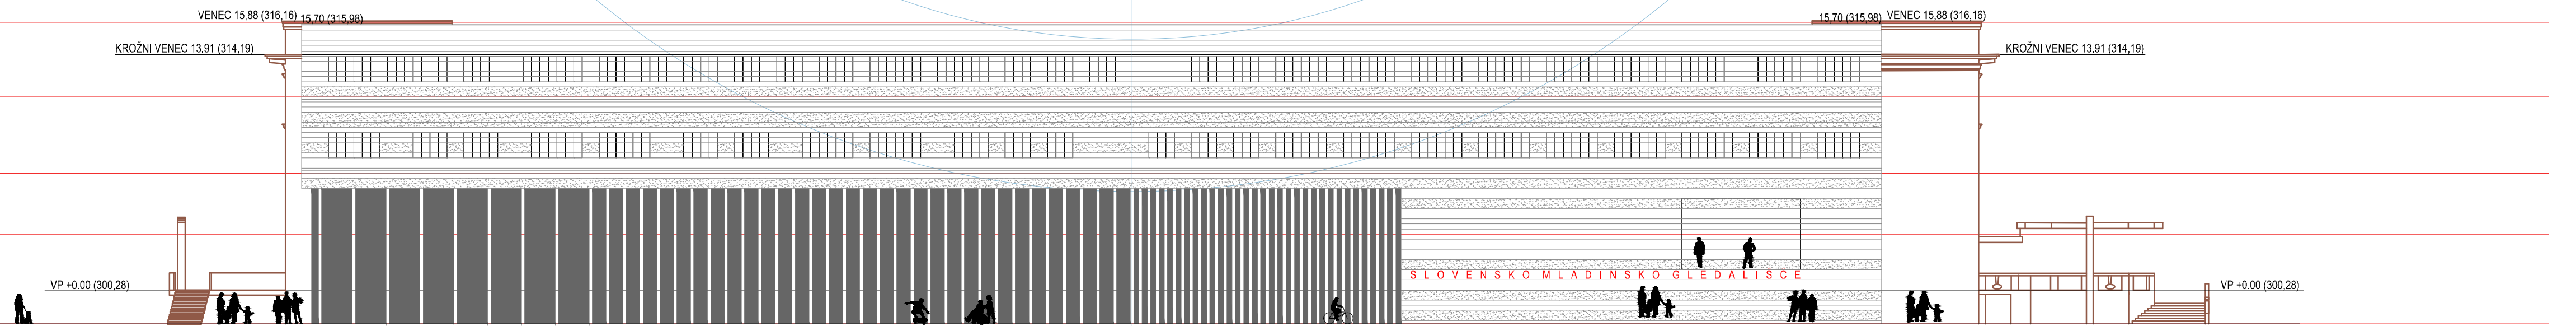 VENEC 15,88 (316,16)
15,70 (315,98)
15,70 (315,98)
VENEC 15,88 (316,16)
KROŽNI VENEC 13.91 (314,19)
KROŽNI VENEC 13.91 (314,19)
SLOVENSKO MLADINSKO GLEDALIŠČE
VP +0.00 (300,28)
VP +0.00 (300,28)